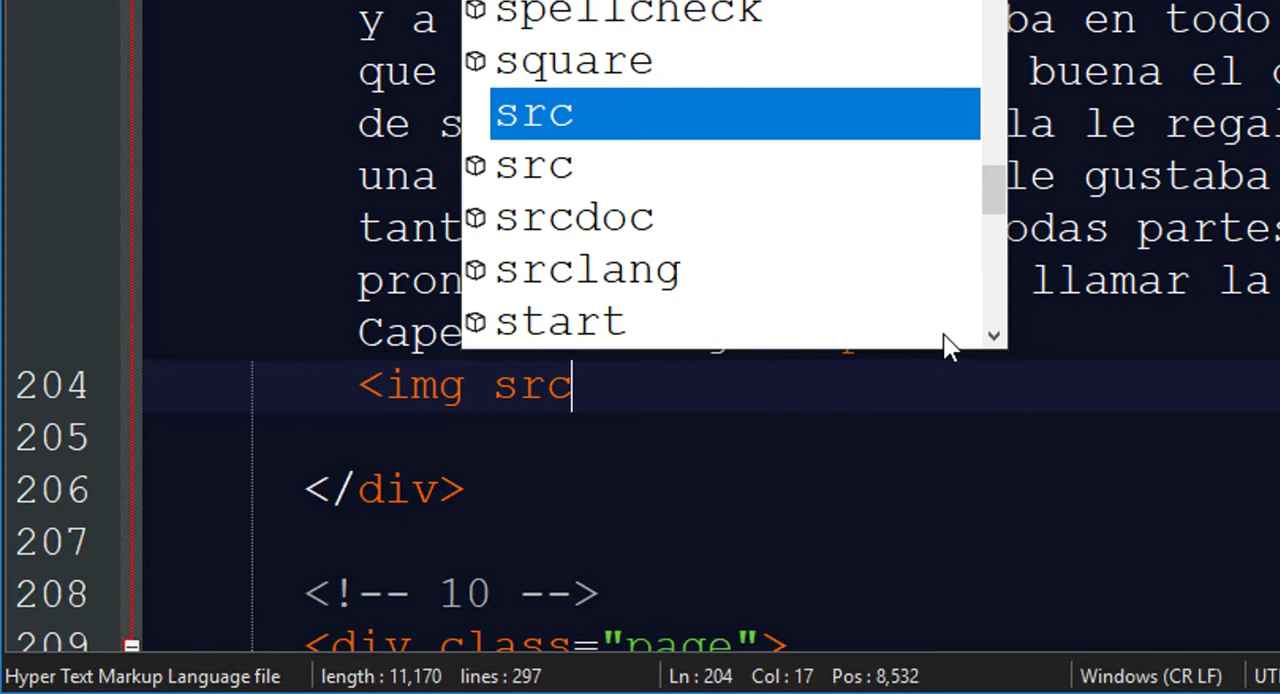 spellcheck
y a ba en todo
square
que buena el
src
de s la le regal
src
una le gustaba
srcdoc
tant odas partes
srclang
pron llamar la
start
Cape
204 <img src
205
206 </div>
207
208 <!-- 10 -->
209 <div class="page">
Hyper Text Markup Language file length : 11,170 lines : 297 Ln : 204 Col : 17 Pos : 8,532 Windows (CR LF) UT